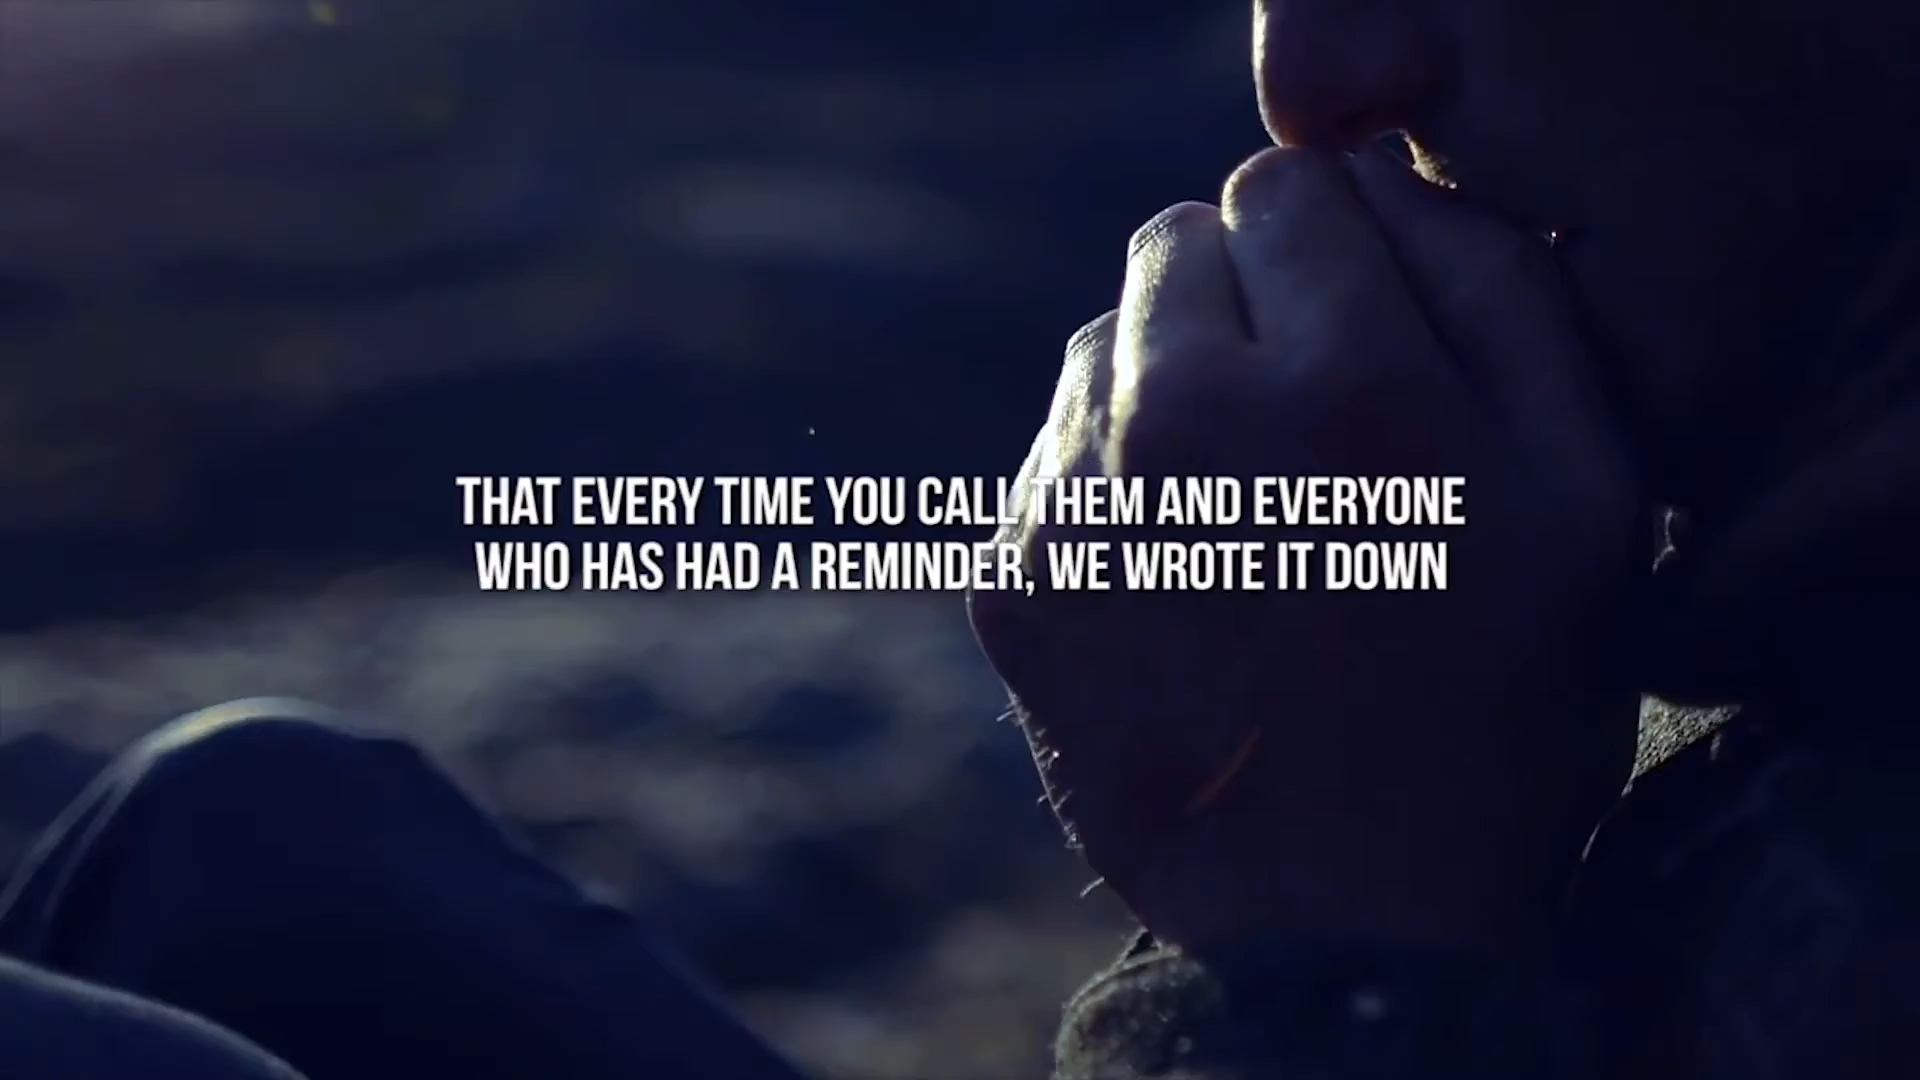 THAT EVERY TIME YOU CALL THEM AND EVERYONE
WHO HAS HAD A REMINDER, WE WROTE IT DOWN